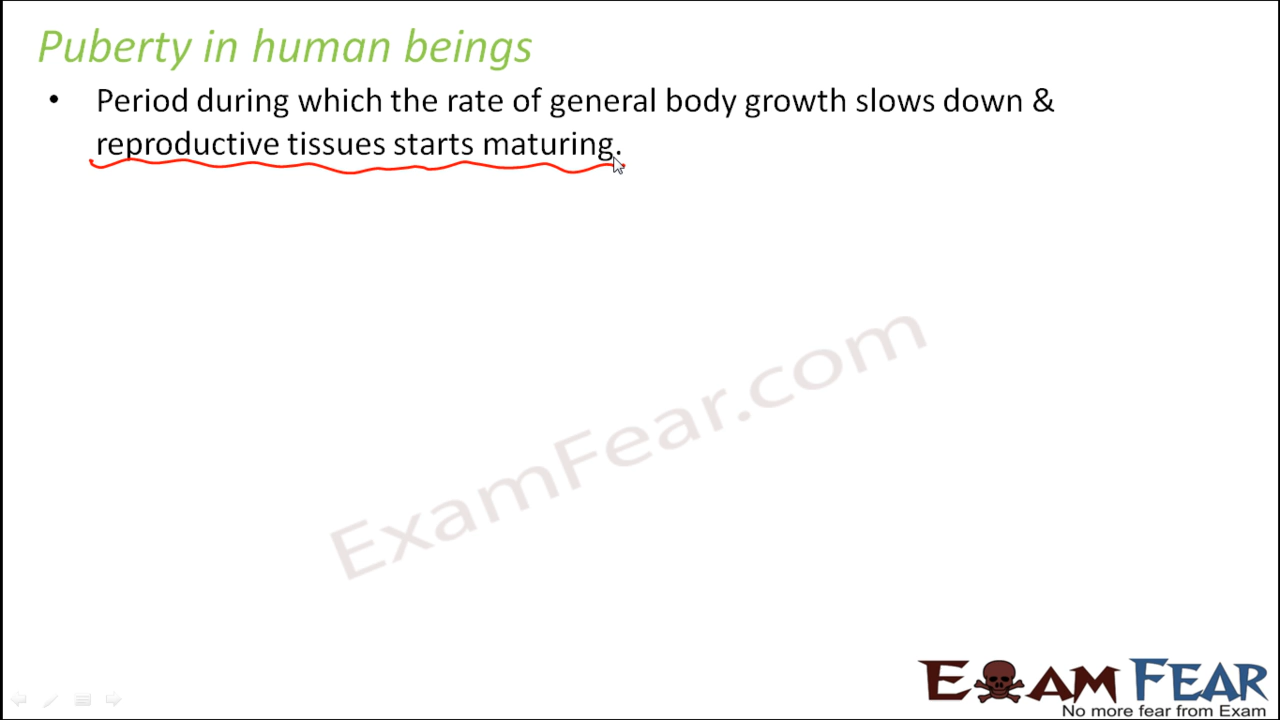 Puberty in human beings
• Period during which the rate of general body growth slows down &
reproductive tissues starts maturing.
ExamFear.com
EXAM FEAR
No more fear from Exam